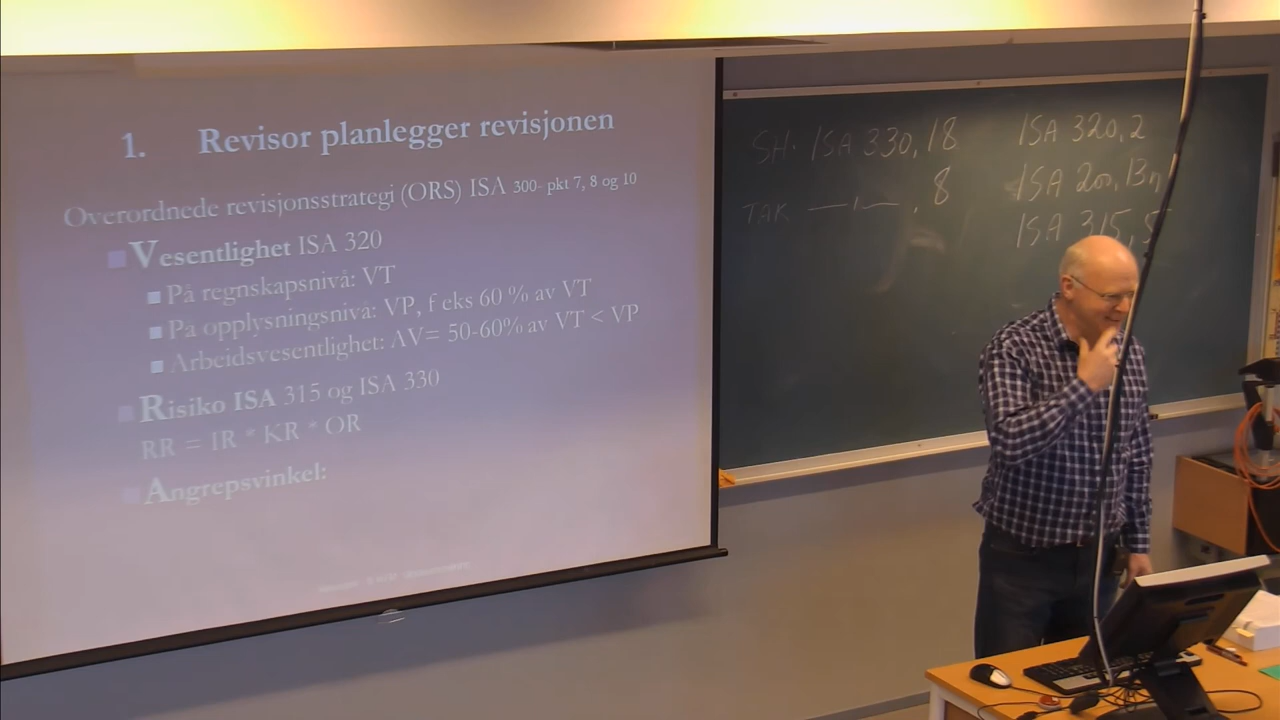 1. Revisor planlegger revisjonen
Overordnede revisjonsstrategi (ORS) ISA 300- pkt 7, 8 og 10
Vesentlighet ISA 320
På regnskapsnivå: VT
På opplysningsnivå: VP, f eks 60 % av VT
Arbeidsvesentlighet: AV= 50-60% av VT < VP
Risiko ISA 315 og ISA 330
RR = IR * KR * OR
Angrepsvinkel:
SH: ISA 330, 18
TAK —"— , 8
ISA 320, 2
ISA 200, 13
ISA 315, 5